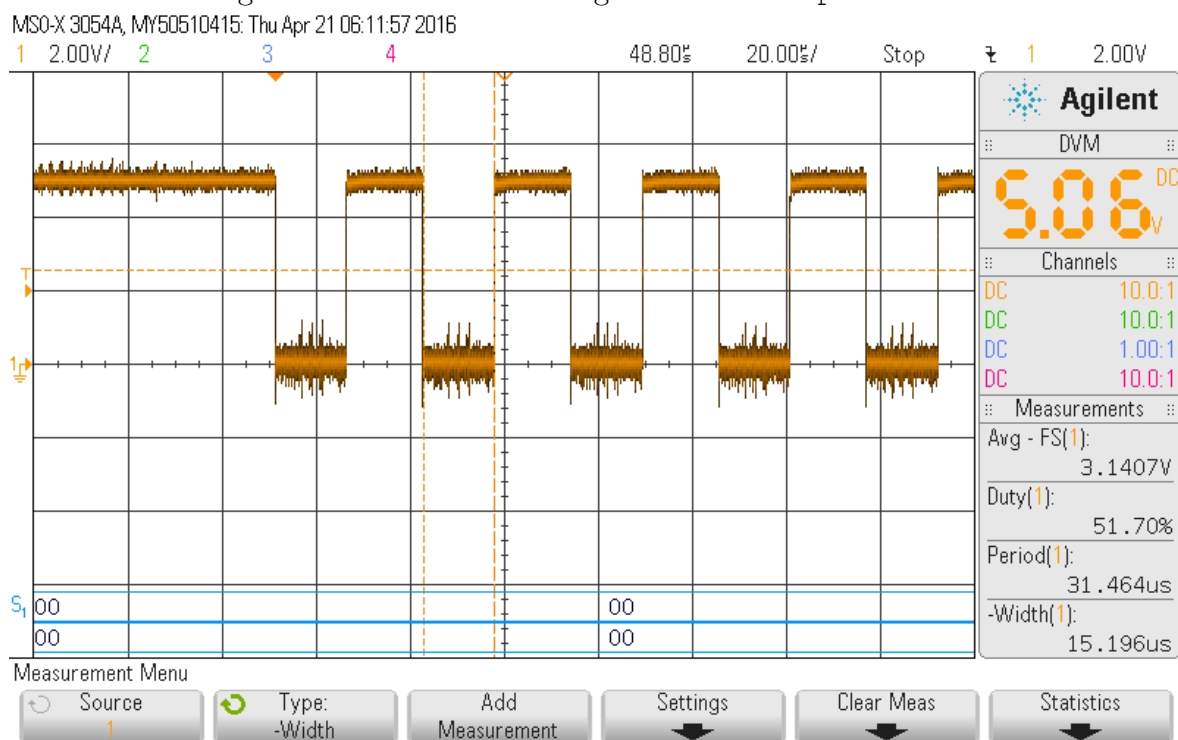 MSO-X 3054A, MY50510415: Thu Apr 21 06:11:57 2016
1 2.00V/ 2 3 4 48.80s 20.00s/ Stop 1 2.00V
Agilent
DVM
5.06 DC V
T
Channels
DC 10.0:1
DC 10.0:1
DC 1.00:1
DC 10.0:1
1
Measurements
Avg - FS(1):
3.1407V
Duty(1):
51.70%
Period(1):
31.464us
-Width(1):
15.196us
S1 00 00
00 00
Measurement Menu
Source
1
Type:
-Width
Add
Measurement
Settings
Clear Meas
Statistics